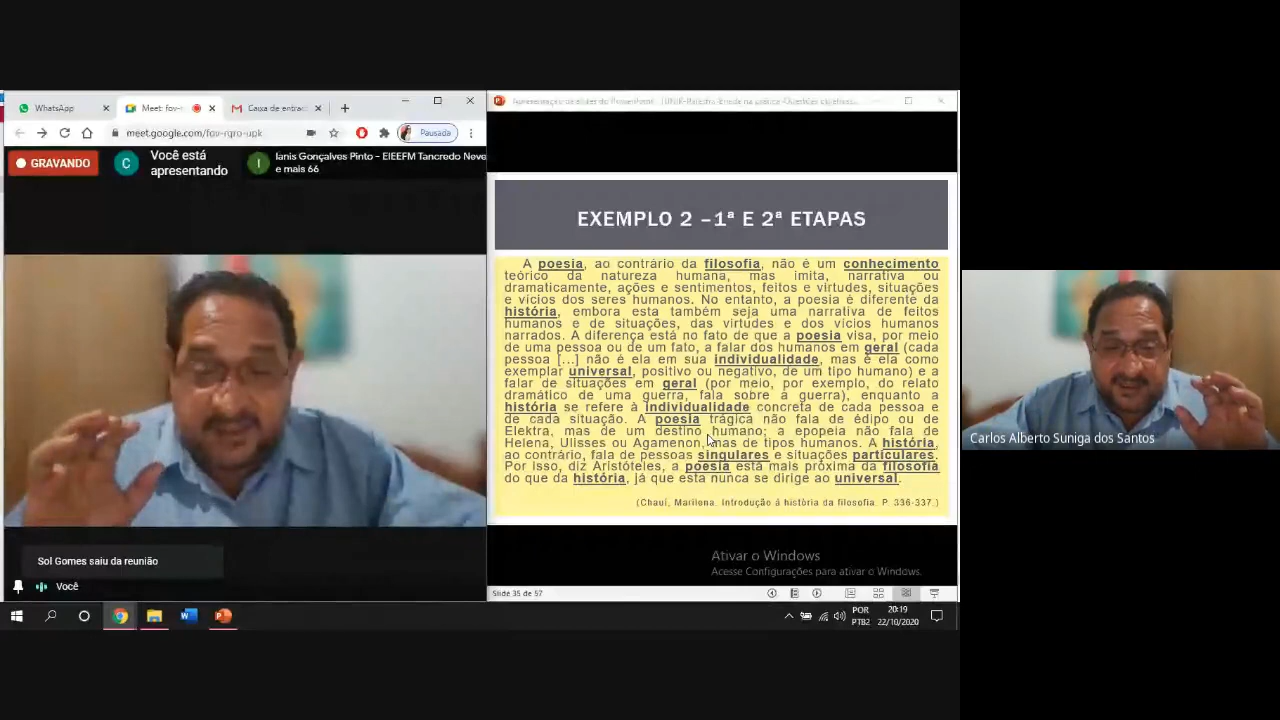 WhatsApp
Meet: fov-r
Caixa de entrad
meet.google.com/fov-rqro-upk
Pausada
GRAVANDO
C
Você está
apresentando
I
Ianis Gonçalves Pinto – EIEEFM Tancredo Neve
e mais 66
Apresentação de slides do PowerPoint
EXEMPLO 2 –1ª E 2ª ETAPAS
A poesia, ao contrário da filosofia, não é um conhecimento
teórico da natureza humana, mas imita, narrativa ou
dramaticamente, ações e sentimentos, feitos e virtudes, situações
e vícios dos seres humanos. No entanto, a poesia é diferente da
história, embora esta também seja uma narrativa de feitos
humanos e de situações, das virtudes e dos vícios humanos
narrados. A diferença está no fato de que a poesia visa, por meio
de uma pessoa ou de um fato, a falar dos humanos em geral (cada
pessoa [...] não é ela em sua individualidade, mas é ela como
exemplar universal, positivo ou negativo, de um tipo humano) e a
falar de situações em geral (por meio, por exemplo, do relato
dramático de uma guerra, fala sobre a guerra), enquanto a
história se refere à individualidade concreta de cada pessoa e
de cada situação. A poesia trágica não fala de édipo ou de
Elektra, mas de um destino humano; a epopeia não fala de
Helena, Ulisses ou Agamenon, mas de tipos humanos. A história,
ao contrário, fala de pessoas singulares e situações particulares.
Por isso, diz Aristóteles, a poesia está mais próxima da filosofia
do que da história, já que esta nunca se dirige ao universal.
(Chauí, Marilena. Introdução à história da filosofia. P. 336-337.)
Carlos Alberto Suniga dos Santos
Sol Gomes saiu da reunião
Você
Ativar o Windows
Acesse Configurações para ativar o Windows.
Slide 35 de 57
POR
PTB2
20:19
22/10/2020